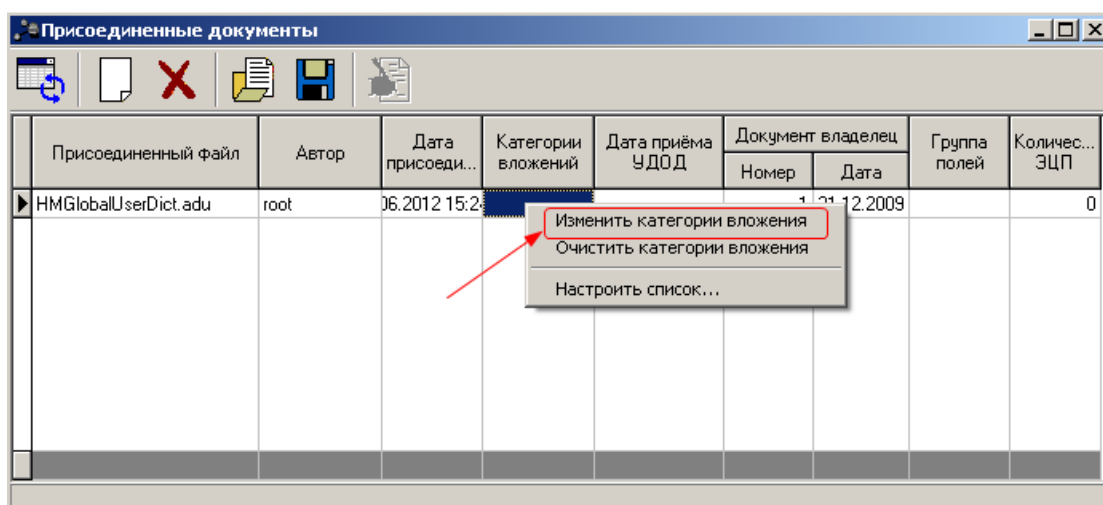 Присоединенные документы
Присоединенный файл
Автор
Дата
присоеди...
Категории
вложений
Дата приёма
УДОД
Документ владелец
Номер
Дата
Группа
полей
Количес...
ЭЦП
HMGlobalUserDict.adu
root
06.2012 15:2
1
21.12.2009
0
Изменить категории вложения
Очистить категории вложения
Настроить список...